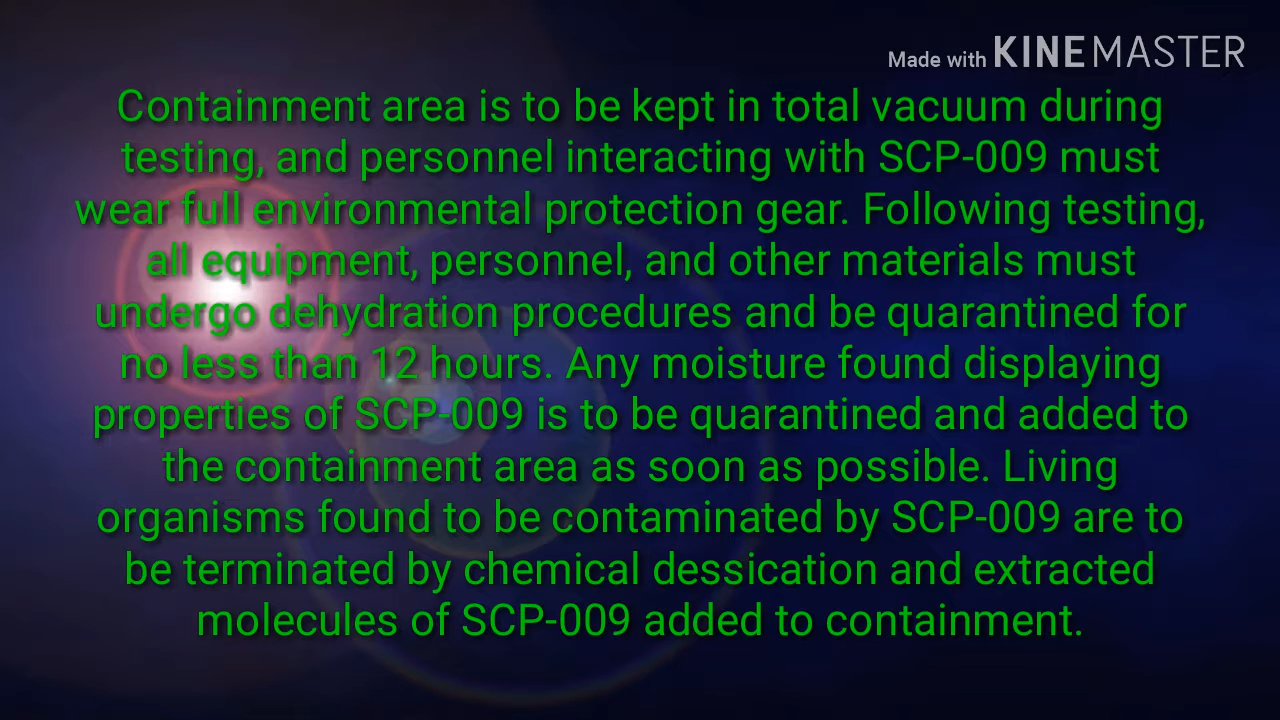 Made with KINEMASTER
Containment area is to be kept in total vacuum during
testing, and personnel interacting with SCP-009 must
wear full environmental protection gear. Following testing,
all equipment, personnel, and other materials must
undergo dehydration procedures and be quarantined for
no less than 12 hours. Any moisture found displaying
properties of SCP-009 is to be quarantined and added to
the containment area as soon as possible. Living
organisms found to be contaminated by SCP-009 are to
be terminated by chemical dessication and extracted
molecules of SCP-009 added to containment.